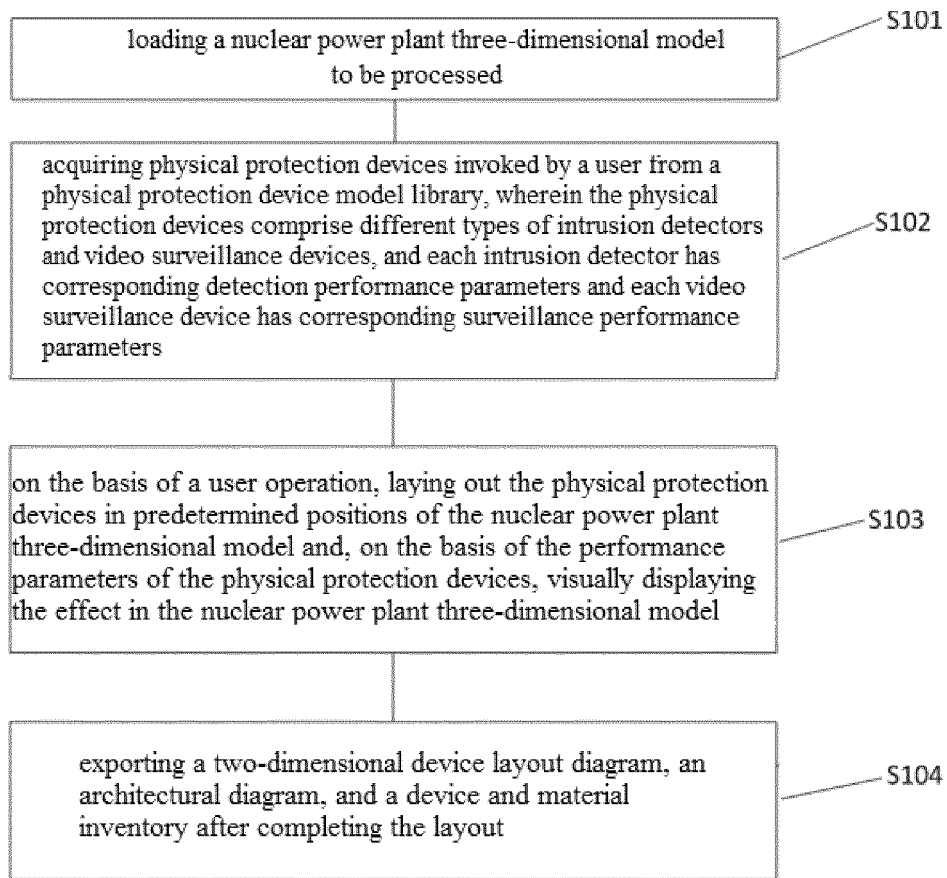 S101
loading a nuclear power plant three-dimensional model
to be processed
acquiring physical protection devices invoked by a user from a
physical protection device model library, wherein the physical
protection devices comprise different types of intrusion detectors
and video surveillance devices, and each intrusion detector has
corresponding detection performance parameters and each video
surveillance device has corresponding surveillance performance
parameters
S102
on the basis of a user operation, laying out the physical protection
devices in predetermined positions of the nuclear power plant
three-dimensional model and, on the basis of the performance
parameters of the physical protection devices, visually displaying
the effect in the nuclear power plant three-dimensional model
S103
exporting a two-dimensional device layout diagram, an
architectural diagram, and a device and material
inventory after completing the layout
S104